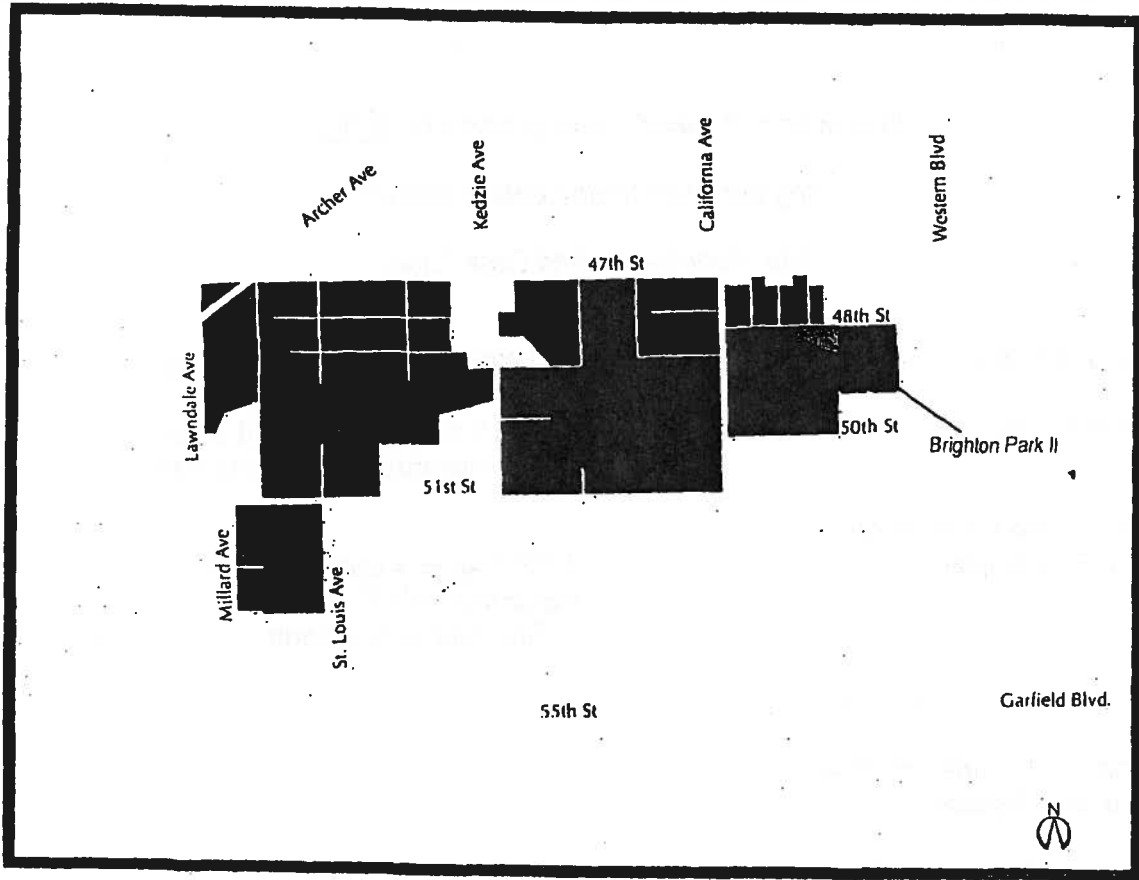 Archer Ave
Kedzie Ave
California Ave
Western Blvd
47th St
48th St
Lawndale Ave
50th St
Brighton Park II
51st St
Millard Ave
St. Louis Ave
55th St
Garfield Blvd.
N